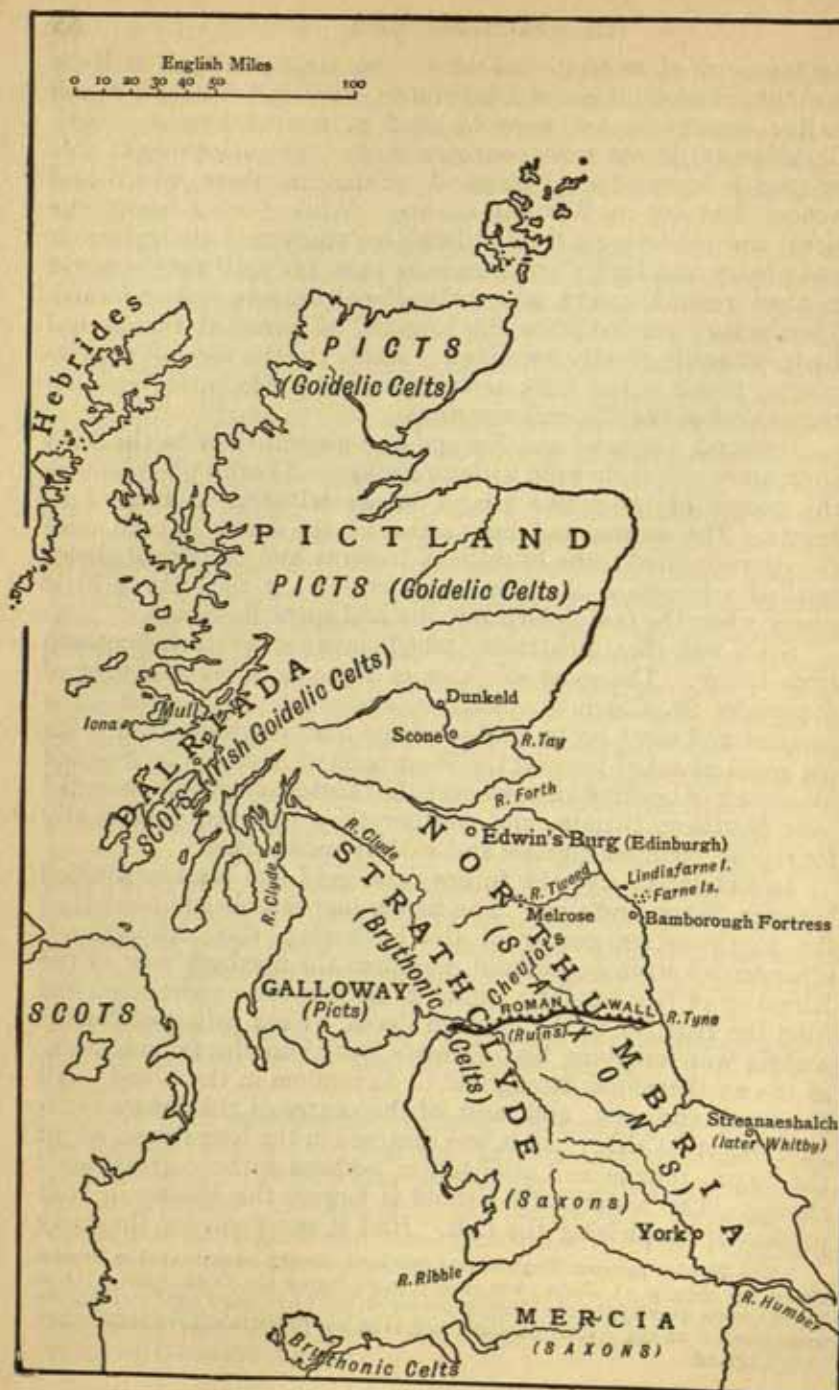 English Miles
0 10 20 30 40 50 100
Hebrides
PICTS
(Goidelic Celts)
PICTLAND
PICTS (Goidelic Celts)
DALRIADA
SCOTS (Irish Goidelic Celts)
(Mull)
Iona
Dunkeld
Scone
R. Tay
R. Forth
Edwin's Burg (Edinburgh)
R. Clyde
R. Clyde
NORTHUMBRIA
(SAXONS)
STRATHCLYDE
(Brythonic Celts)
R. Tweed
Melrose
Lindisfarne I.
Farne Is.
Bamborough Fortress
Cheviots
GALLOWAY
(Picts)
ROMAN WALL
(Ruins)
R. Tyne
SCOTS
Streanaeshalch
(later Whitby)
(Saxons)
York
R. Ribble
R. Humber
MERCIA
(SAXONS)
Brythonic Celts